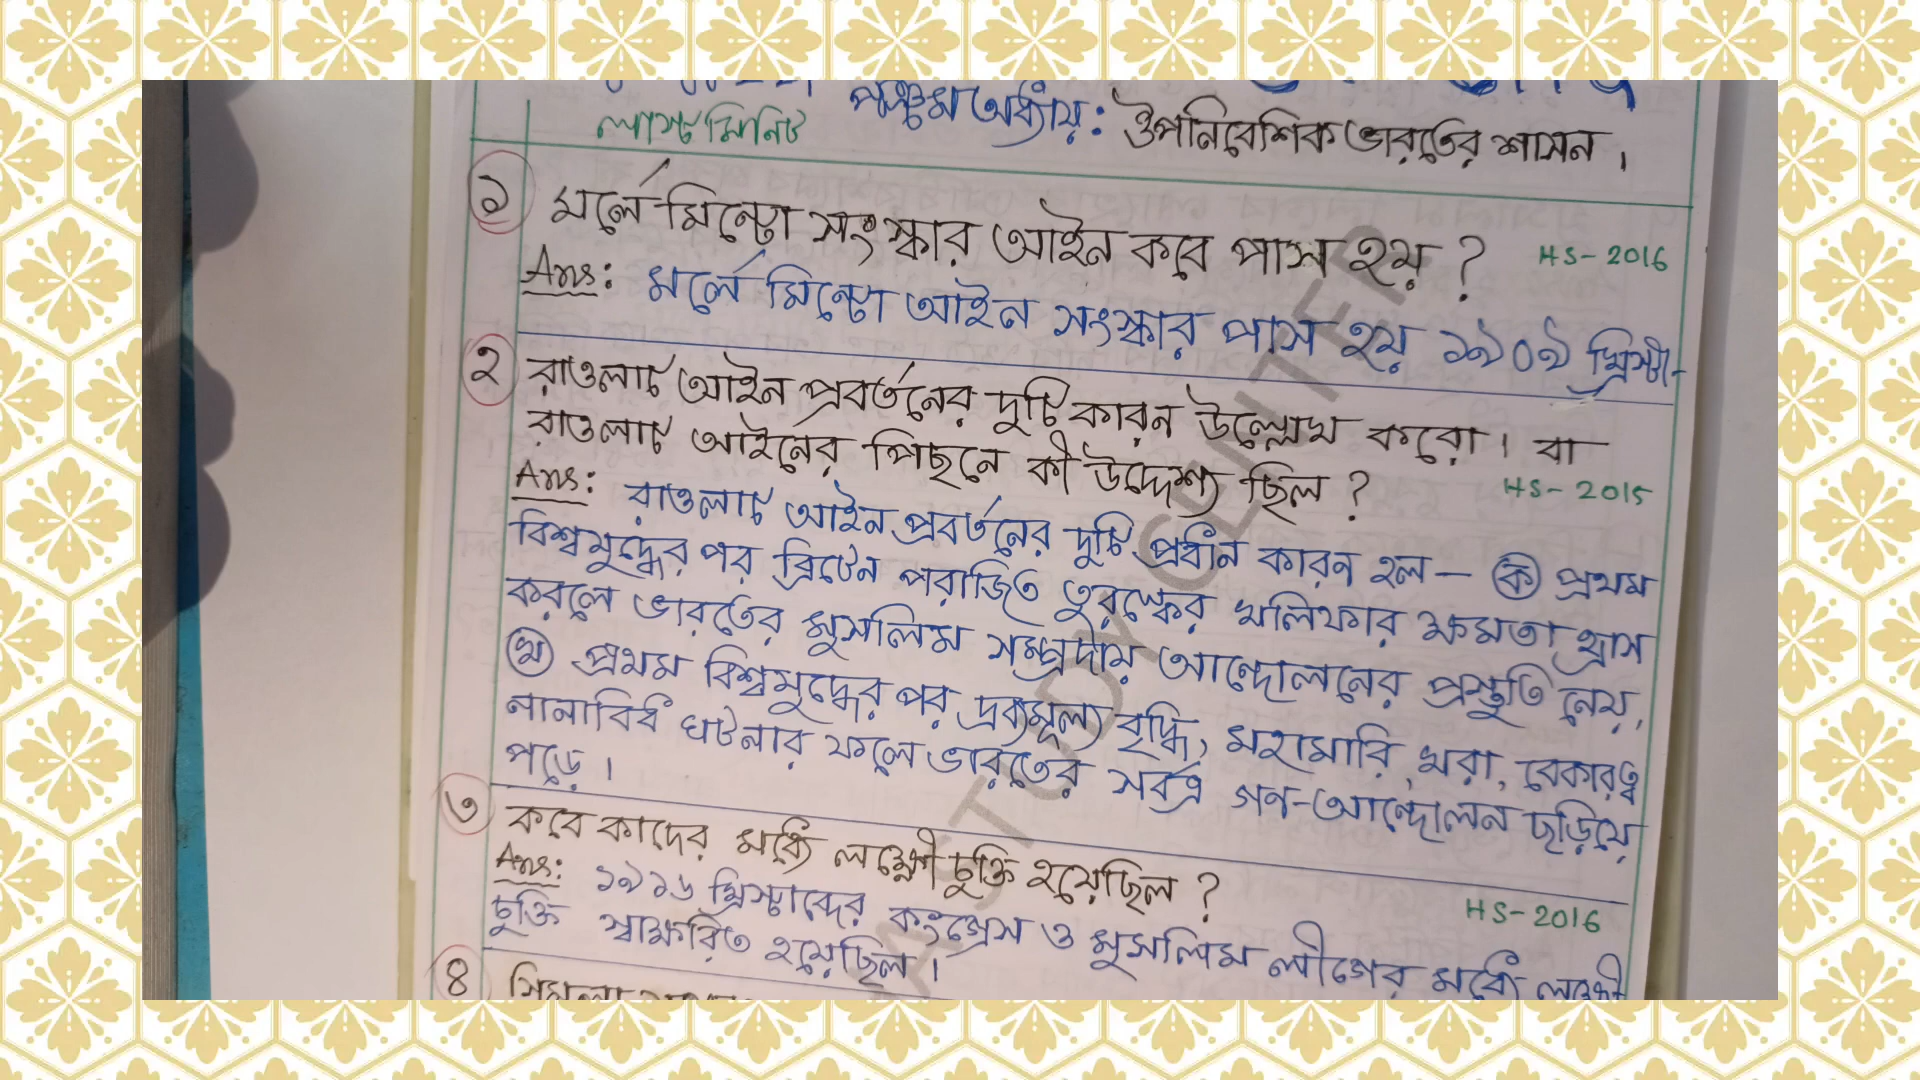 পঞ্চম অধ্যায়: ঔপনিবেশিক ভারতের শাসন।
লাস্ট মিনিট
১ মর্লে মিন্টো সংস্কার আইন কবে পাস হয়? HS-2016
Ans: মর্লে মিন্টো আইন সংস্কার পাস হয় ১৯০৯ খ্রিস্টা-
২ রাওলাট আইন প্রবর্তনের দুটি কারন উল্লেখ করো। বা
রাওলাট আইনের পিছনে কী উদ্দেশ্য ছিল? HS-2015
Ans: রাওলাট আইন প্রবর্তনের দুটি প্রধান কারন হল— ক প্রথম
বিশ্বযুদ্ধের পর ব্রিটেন পরাজিত তুরস্কের খলিফার ক্ষমতা হ্রাস
করলে ভারতের মুসলিম সম্প্রদায় আন্দোলনের প্রস্তুতি নেয়,
খ প্রথম বিশ্বযুদ্ধের পর দ্রব্যমূল্য বৃদ্ধি, মহামারি, খরা, বেকারত্ব
নানাবিধ ঘটনার ফলে ভারতের সর্বত্র গণ-আন্দোলন ছড়িয়ে
পড়ে।
৩ কবে কাদের মধ্যে লক্ষ্ণৌ চুক্তি হয়েছিল? HS-2016
Ans: ১৯১৬ খ্রিস্টাব্দের কংগ্রেস ও মুসলিম লীগের মধ্যে লক্ষ্ণৌ
চুক্তি স্বাক্ষরিত হয়েছিল।
৪
STUDY CENTER